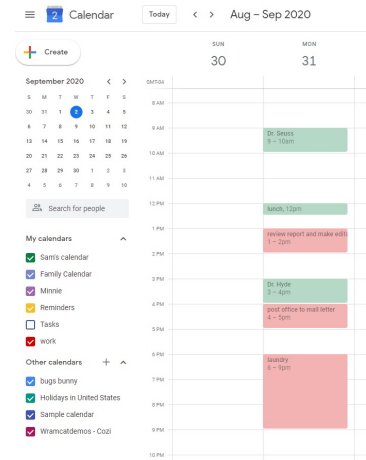 2 Calendar Today Aug – Sep 2020
Create
September 2020
S M T W T F S
30 31 1 2 3 4 5
6 7 8 9 10 11 12
13 14 15 16 17 18 19
20 21 22 23 24 25 26
27 28 29 30 1 2 3
4 5 6 7 8 9 10
Search for people
My calendars
Sam's calendar
Family Calendar
Minnie
Reminders
Tasks
work
Other calendars
bugs bunny
Holidays in United States
Sample calendar
Wramcatdemos - Cozi
SUN MON
30 31
GMT-04
8 AM
9 AM
Dr. Seuss
9 – 10am
10 AM
11 AM
12 PM
lunch, 12pm
1 PM
review report and make edits
1 – 2pm
2 PM
3 PM
Dr. Hyde
3 – 4pm
4 PM
post office to mail letter
4 – 5pm
5 PM
6 PM
laundry
6 – 9pm
7 PM
8 PM
9 PM
10 PM